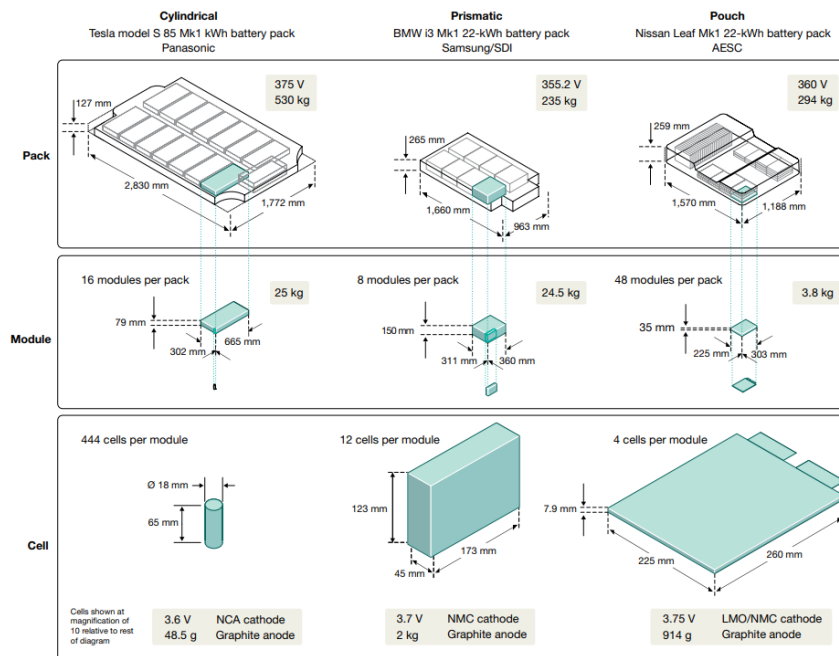 Cylindrical
Tesla model S 85 Mk1 kWh battery pack
Panasonic
Prismatic
BMW i3 Mk1 22-kWh battery pack
Samsung/SDI
Pouch
Nissan Leaf Mk1 22-kWh battery pack
AESC
Pack
375 V
530 kg
127 mm
2,830 mm
1,772 mm
355.2 V
235 kg
265 mm
1,660 mm
963 mm
360 V
294 kg
259 mm
1,570 mm
1,188 mm
Module
16 modules per pack
25 kg
79 mm
302 mm
665 mm
8 modules per pack
24.5 kg
150 mm
311 mm
360 mm
48 modules per pack
3.8 kg
35 mm
225 mm
303 mm
Cell
444 cells per module
Ø 18 mm
65 mm
12 cells per module
123 mm
45 mm
173 mm
4 cells per module
7.9 mm
225 mm
260 mm
Cells shown at
magnification of
10 relative to rest
of diagram
3.6 V NCA cathode
48.5 g Graphite anode
3.7 V NMC cathode
2 kg Graphite anode
3.75 V LMO/NMC cathode
914 g Graphite anode